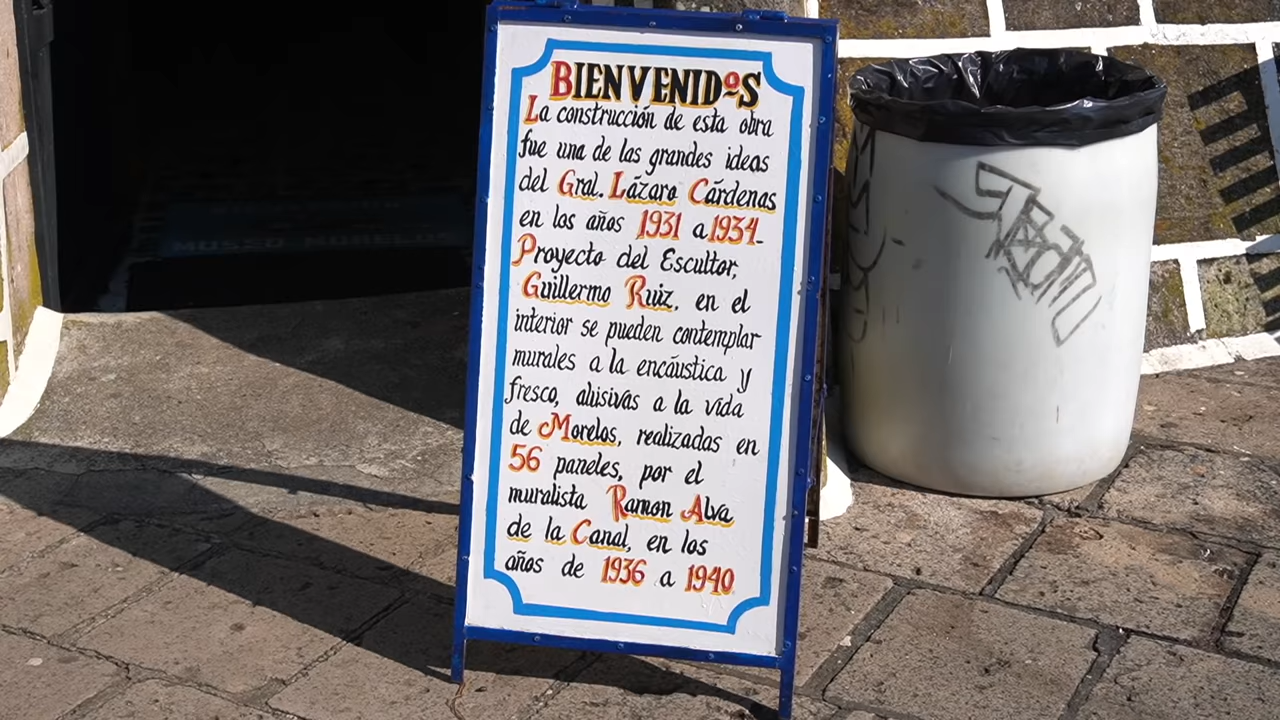 BIENVENIDºS
La construcción de esta obra
fue una de las grandes ideas
del Gral. Lázaro Cárdenas
en los años 1931 a 1934-
Proyecto del Escultor,
Guillermo Ruiz, en el
interior se pueden contemplar
murales a la encáustica y
fresco, alusivas a la vida
de Morelos, realizadas en
56 paneles, por el
muralista Ramon Alva
de la Canal, en los
años de 1936 a 1940.